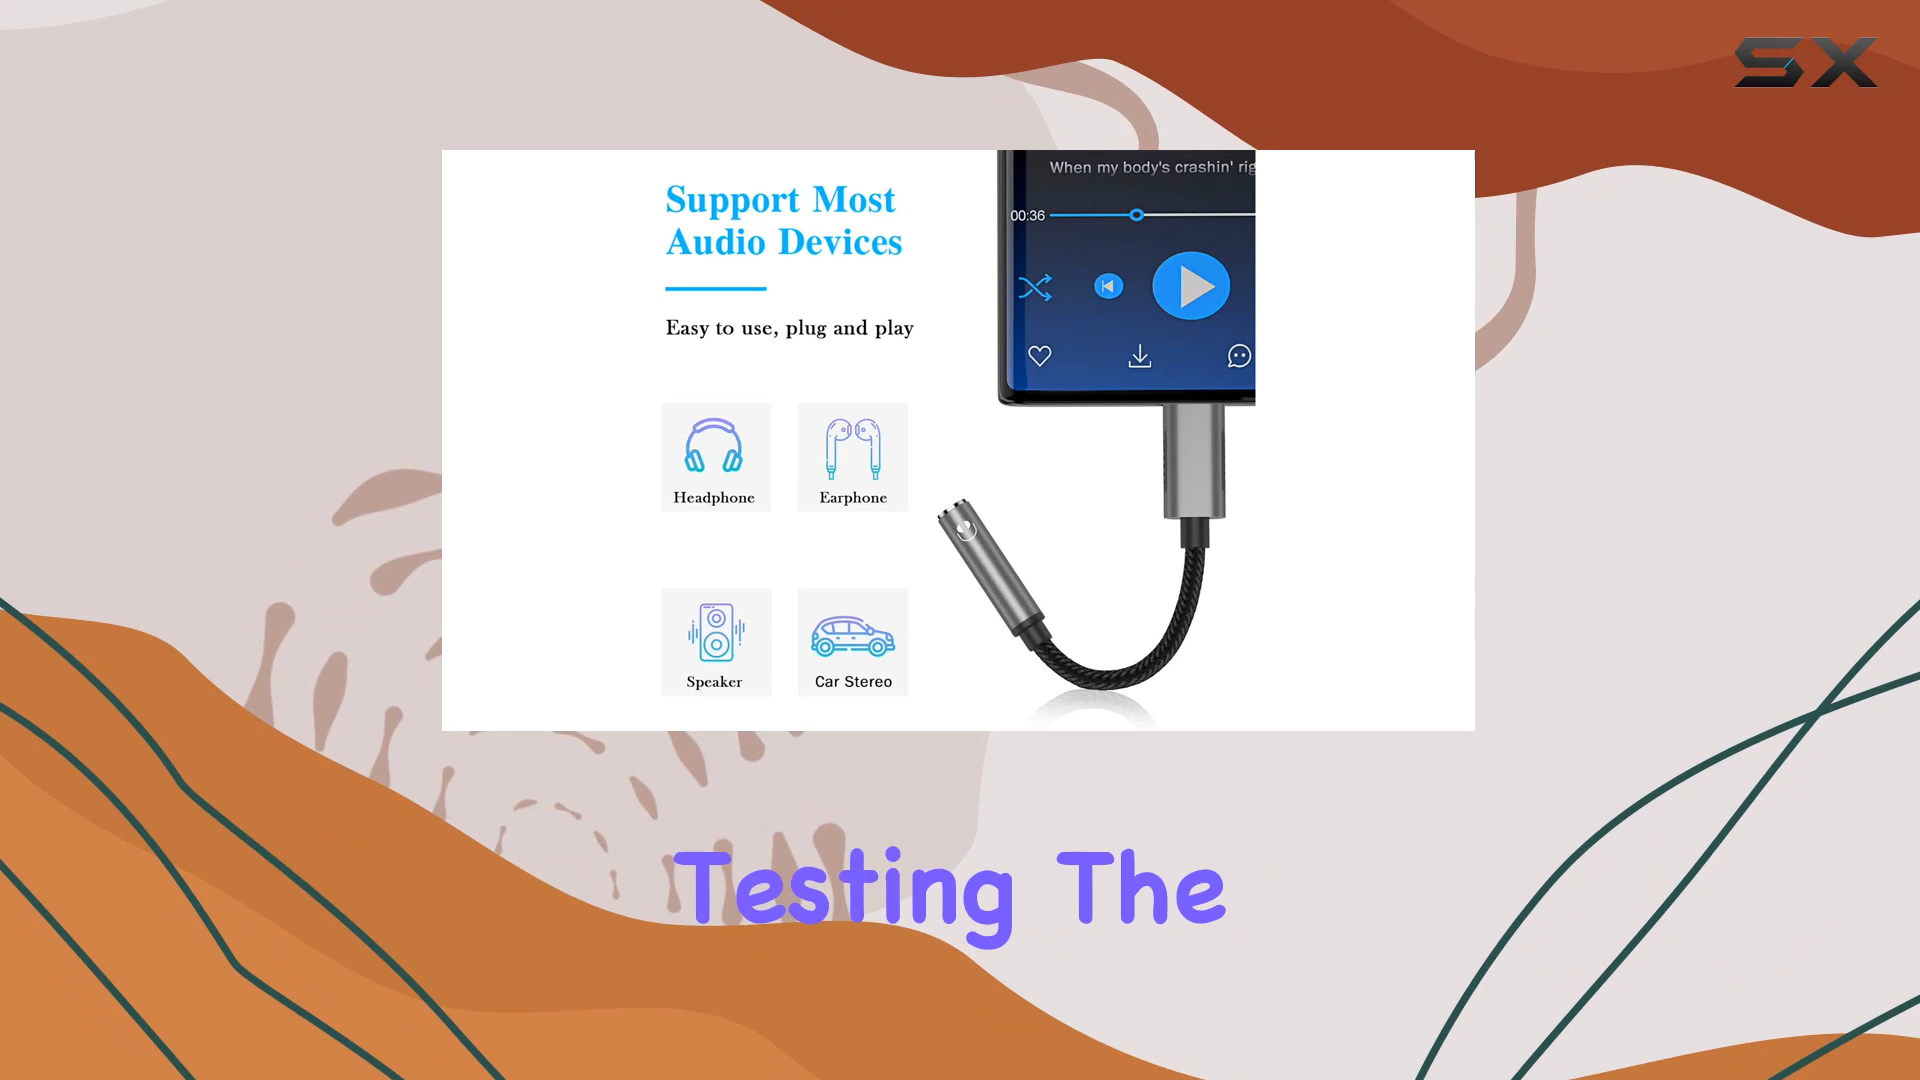 SX
When my body's crashin' rig
00:36
Support Most
Audio Devices
Easy to use, plug and play
Headphone
Earphone
Speaker
Car Stereo
Testing The